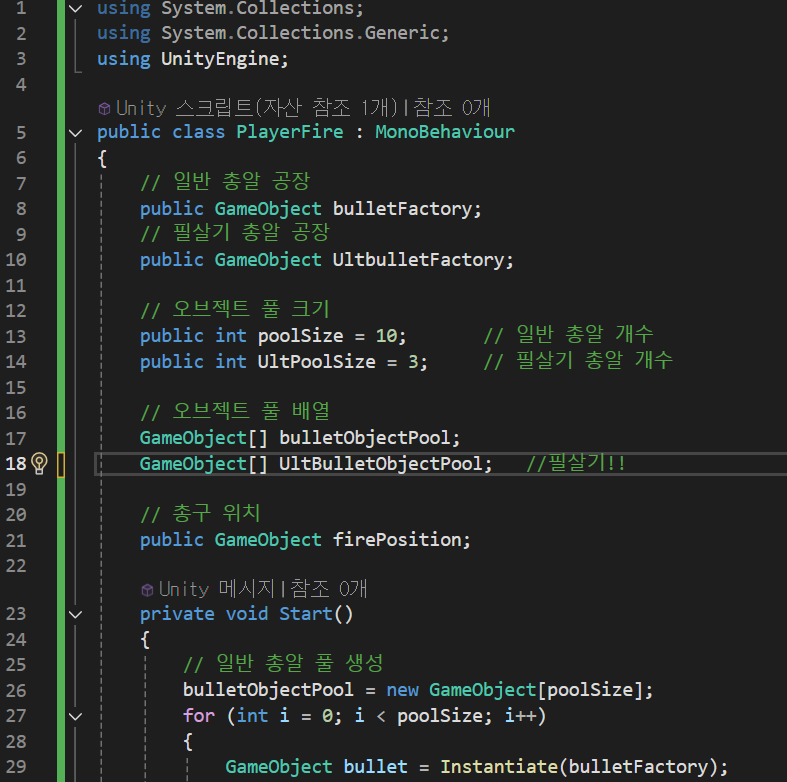 1 using System.Collections;
2 using System.Collections.Generic;
3 using UnityEngine;
4
Unity 스크립트(자산 참조 1개)|참조 0개
5 public class PlayerFire : MonoBehaviour
6 {
7 // 일반 총알 공장
8 public GameObject bulletFactory;
9 // 필살기 총알 공장
10 public GameObject UltbulletFactory;
11
12 // 오브젝트 풀 크기
13 public int poolSize = 10; // 일반 총알 개수
14 public int UltPoolSize = 3; // 필살기 총알 개수
15
16 // 오브젝트 풀 배열
17 GameObject[] bulletObjectPool;
18 GameObject[] UltBulletObjectPool; //필살기!!
19
20 // 총구 위치
21 public GameObject firePosition;
22
Unity 메시지|참조 0개
23 private void Start()
24 {
25 // 일반 총알 풀 생성
26 bulletObjectPool = new GameObject[poolSize];
27 for (int i = 0; i < poolSize; i++)
28 {
29 GameObject bullet = Instantiate(bulletFactory);